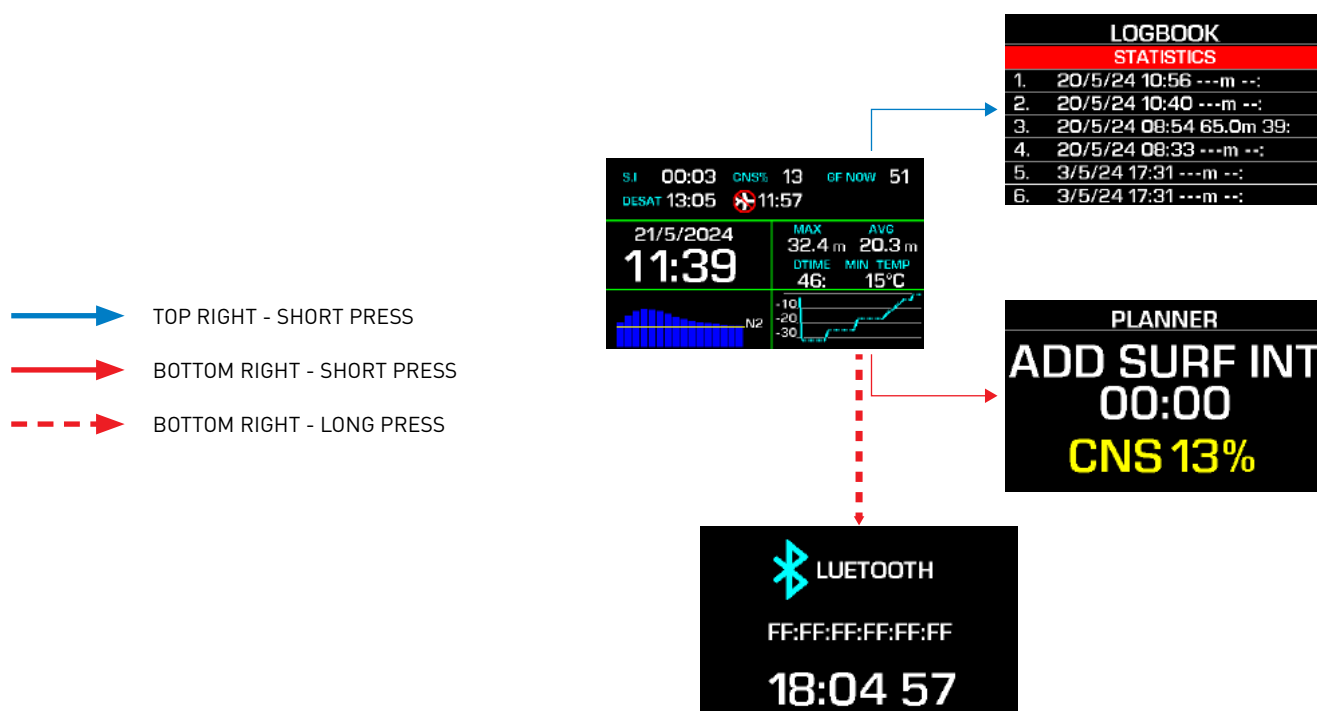 LOGBOOK
STATISTICS
1. 20/5/24 10:56 ---m --:
2. 20/5/24 10:40 ---m --:
3. 20/5/24 08:54 65.0m 39:
4. 20/5/24 08:33 ---m --:
5. 3/5/24 17:31 ---m --:
6. 3/5/24 17:31 ---m --:
S.I 00:03 CNS% 13 GF NOW 51
DESAT 13:05 11:57
21/5/2024
11:39
MAX AVG
32.4 m 20.3 m
DTIME MIN TEMP
46: 15°C
N2
-10
-20
-30
TOP RIGHT - SHORT PRESS
BOTTOM RIGHT - SHORT PRESS
BOTTOM RIGHT - LONG PRESS
PLANNER
ADD SURF INT
00:00
CNS 13%
LUETOOTH
FF:FF:FF:FF:FF:FF
18:04 57